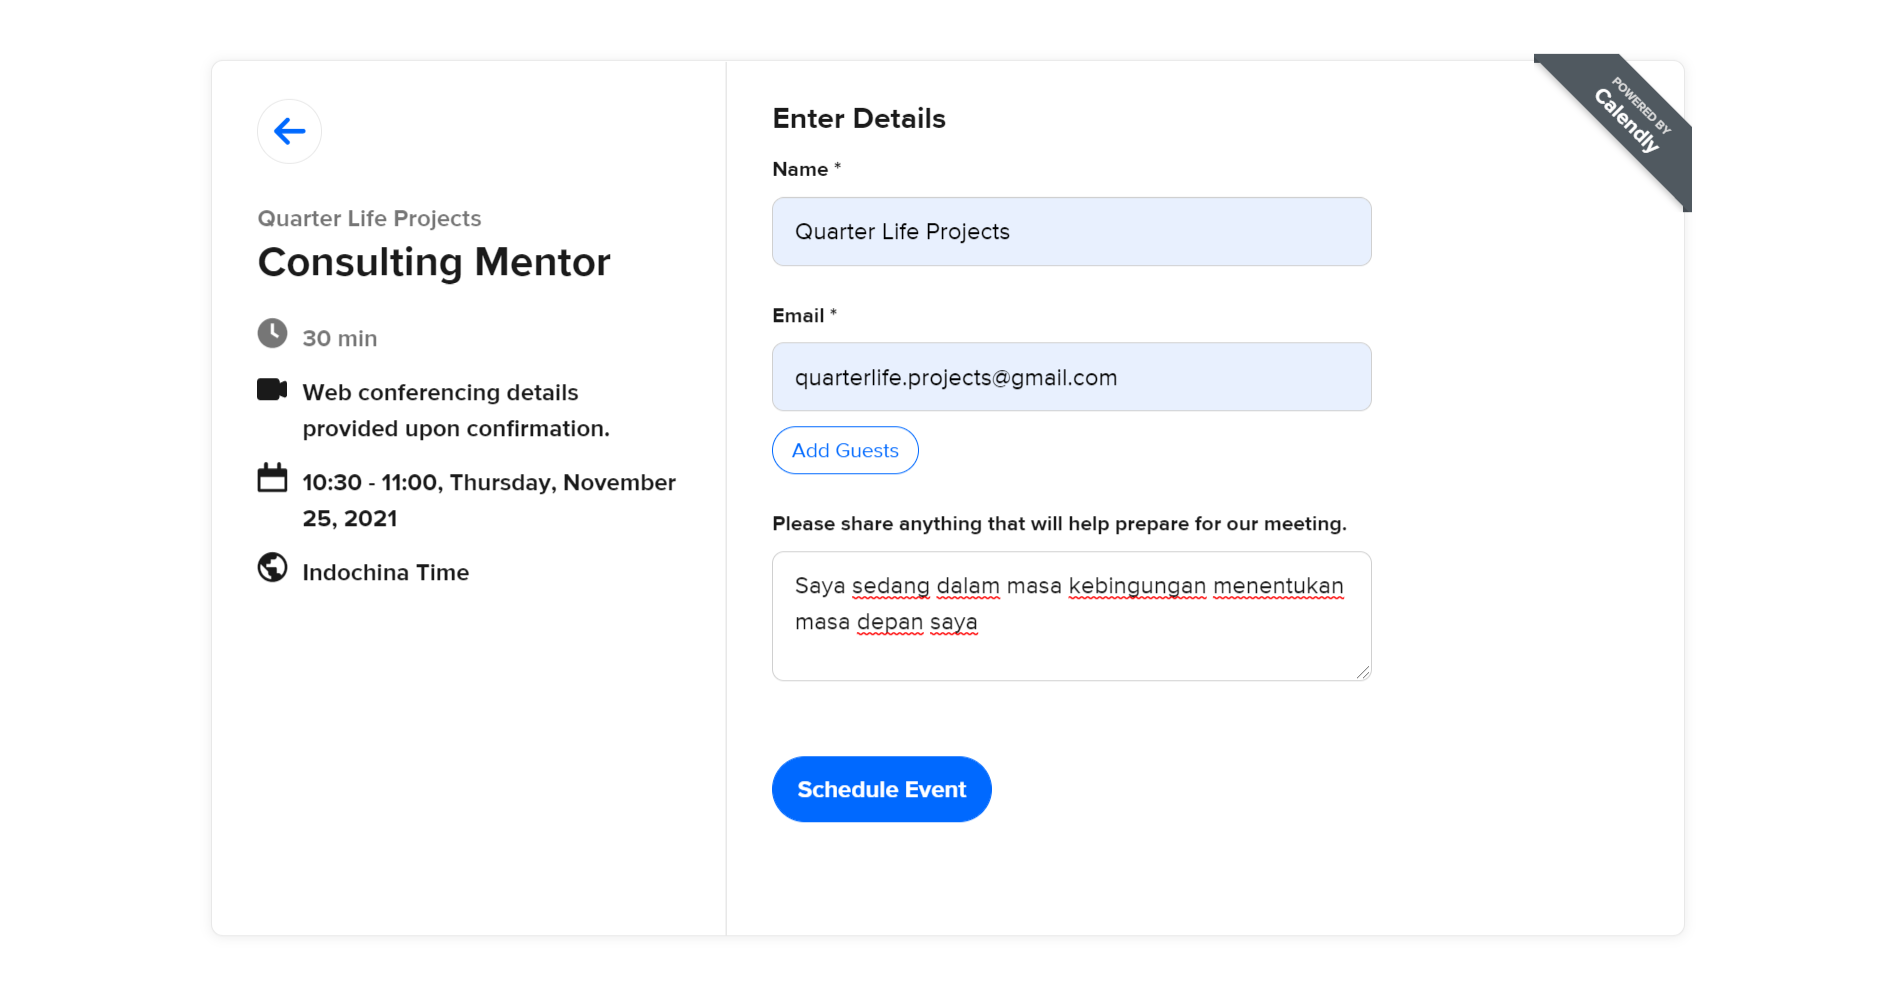 Quarter Life Projects
Consulting Mentor
30 min
Web conferencing details
provided upon confirmation.
10:30 - 11:00, Thursday, November
25, 2021
Indochina Time
Enter Details
Name *
Quarter Life Projects
Email *
quarterlife.projects@gmail.com
Add Guests
Please share anything that will help prepare for our meeting.
Saya sedang dalam masa kebingungan menentukan
masa depan saya
Schedule Event
POWERED BY
Calendly